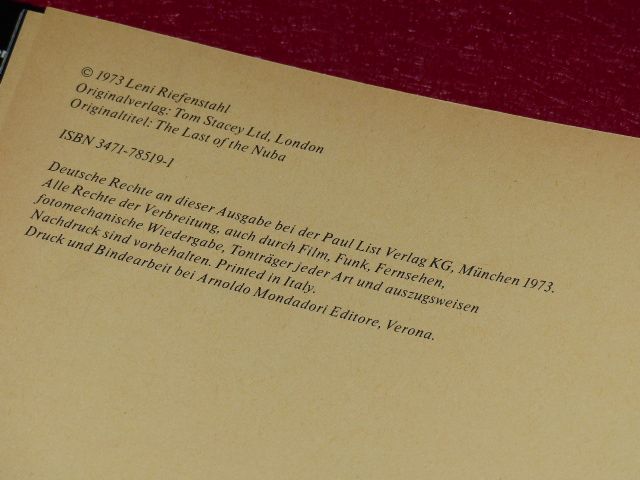 © 1973 Leni Riefenstahl
Originalverlag: Tom Stacey Ltd, London
Originaltitel: The Last of the Nuba
ISBN 3471-78519-1
Deutsche Rechte an dieser Ausgabe bei der Paul List Verlag KG, München 1973.
Alle Rechte der Verbreitung, auch durch Film, Funk, Fernsehen,
fotomechanische Wiedergabe, Tonträger jeder Art und auszugsweisen
Nachdruck sind vorbehalten. Printed in Italy.
Druck und Bindearbeit bei Arnoldo Mondadori Editore, Verona.